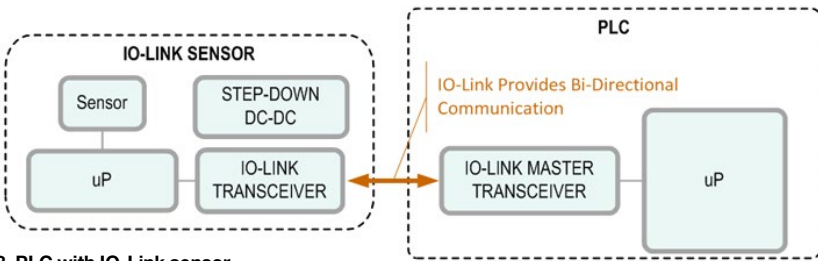 PLC
IO-LINK SENSOR
IO-Link Provides Bi-Directional
Communication
Sensor
STEP-DOWN
DC-DC
uP
IO-LINK
TRANSCEIVER
IO-LINK MASTER
TRANSCEIVER
uP
PLC with IO-Link sensor